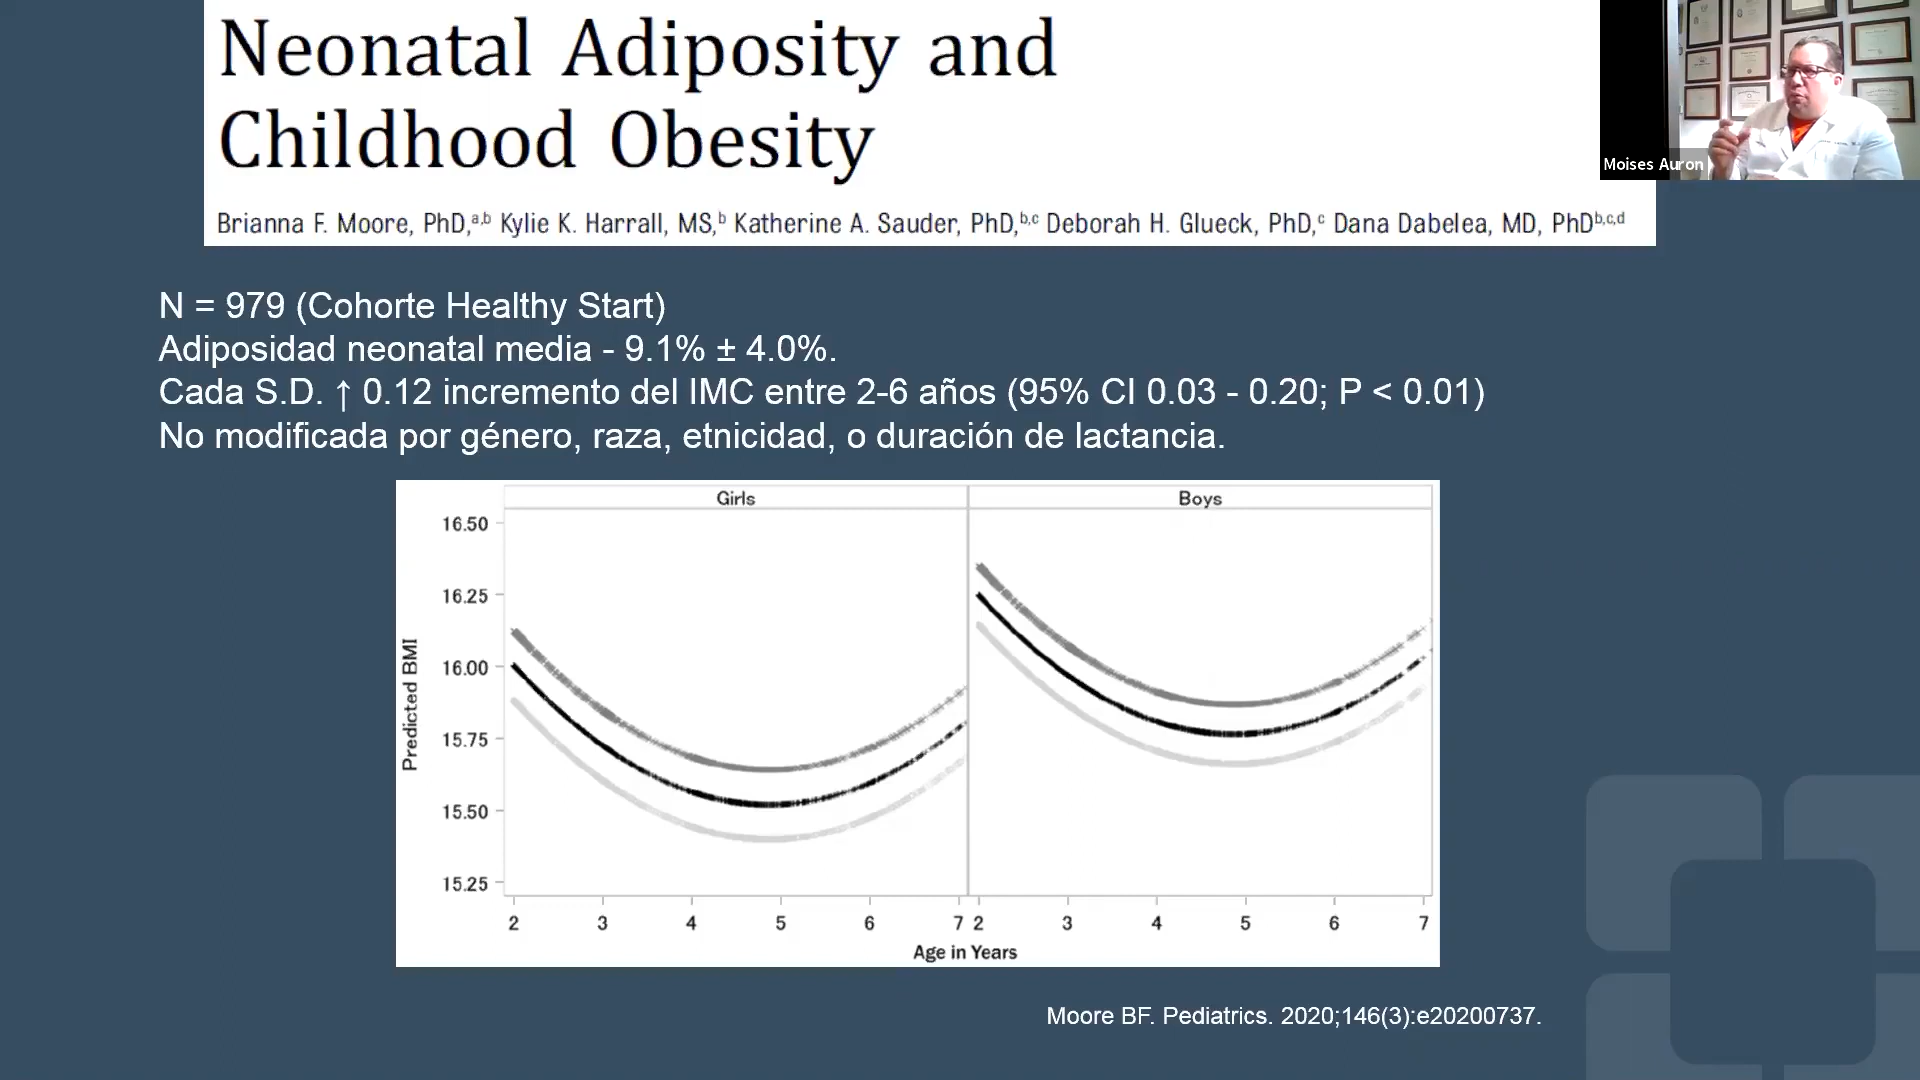 Neonatal Adiposity and
Childhood Obesity
Brianna F. Moore, PhD,a,b Kylie K. Harrall, MS,b Katherine A. Sauder, PhD,b,c Deborah H. Glueck, PhD,c Dana Dabelea, MD, PhDb,c,d
Moises Auron
N = 979 (Cohorte Healthy Start)
Adiposidad neonatal media - 9.1% ± 4.0%.
Cada S.D. ↑ 0.12 incremento del IMC entre 2-6 años (95% CI 0.03 - 0.20; P < 0.01)
No modificada por género, raza, etnicidad, o duración de lactancia.
Girls
Boys
Predicted BMI
16.50
16.25
16.00
15.75
15.50
15.25
2 3 4 5 6 7 2 3 4 5 6 7
Age in Years
Moore BF. Pediatrics. 2020;146(3):e20200737.